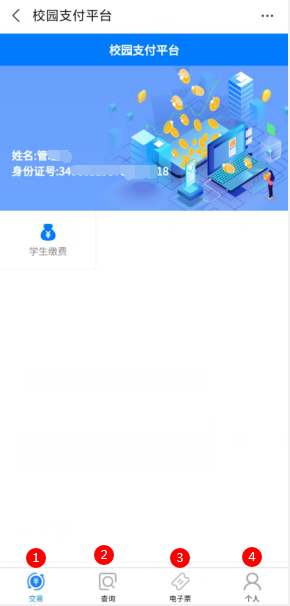 校园支付平台
校园支付平台
姓名:管
身份证号:34 18
学生缴费
1 2 3 4
交易 查询 电子票 个人